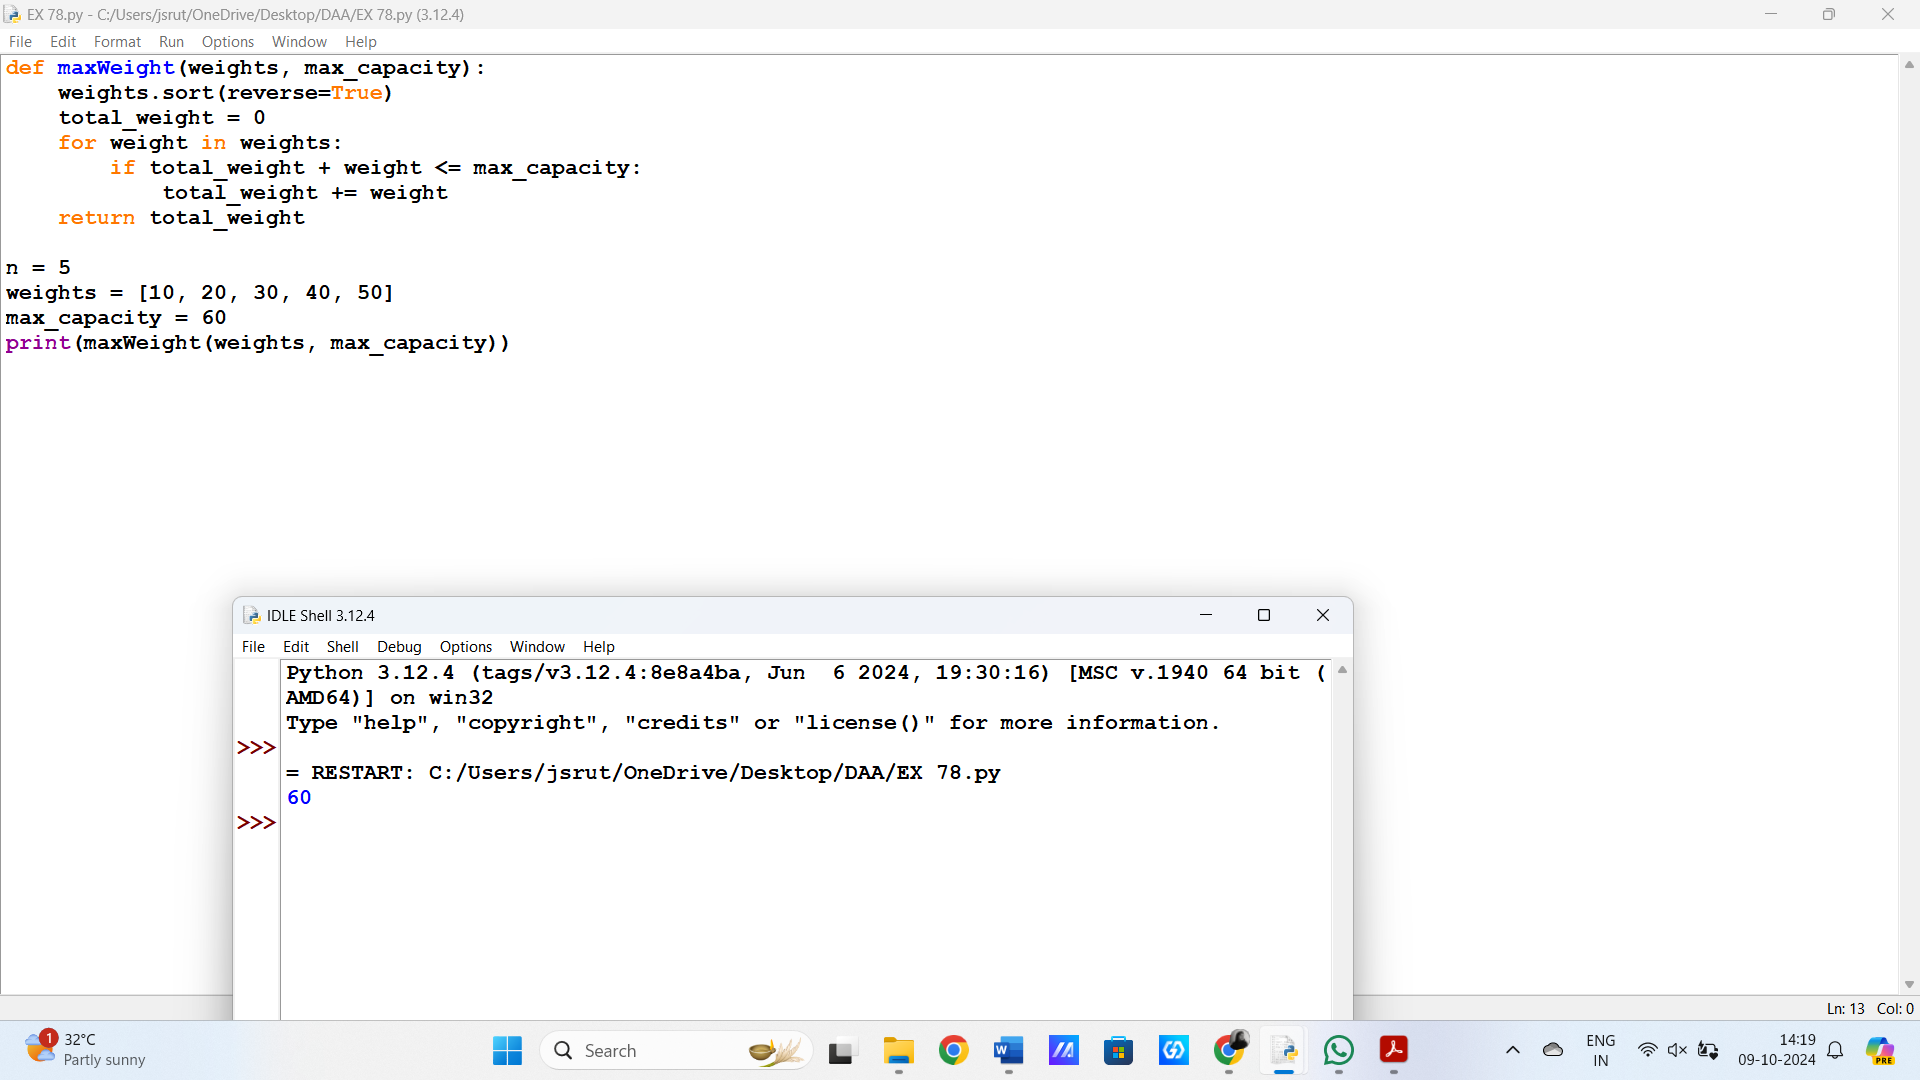 EX 78.py - C:/Users/jsrut/OneDrive/Desktop/DAA/EX 78.py (3.12.4)
File Edit Format Run Options Window Help
def maxWeight(weights, max_capacity):
    weights.sort(reverse=True)
    total_weight = 0
    for weight in weights:
        if total_weight + weight <= max_capacity:
            total_weight += weight
    return total_weight

n = 5
weights = [10, 20, 30, 40, 50]
max_capacity = 60
print(maxWeight(weights, max_capacity))
IDLE Shell 3.12.4
File Edit Shell Debug Options Window Help
Python 3.12.4 (tags/v3.12.4:8e8a4ba, Jun  6 2024, 19:30:16) [MSC v.1940 64 bit (
AMD64)] on win32
Type "help", "copyright", "credits" or "license()" for more information.
>>>
= RESTART: C:/Users/jsrut/OneDrive/Desktop/DAA/EX 78.py
60
>>>
Ln: 13 Col: 0
1
32°C
Partly sunny
Search
W
ENG
IN
14:19
09-10-2024
PRE